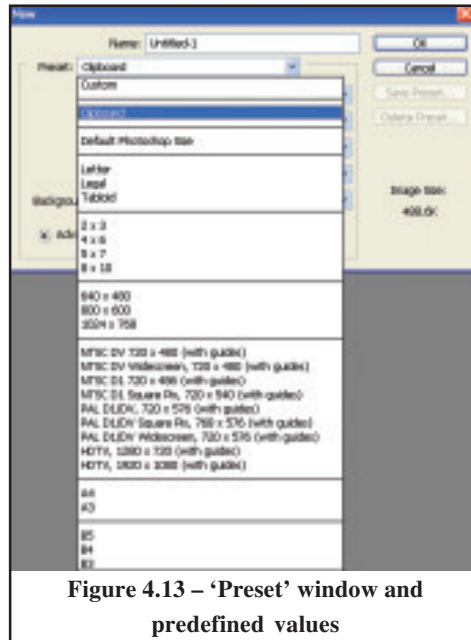 New
Name: Untitled-1
OK
Preset: Clipboard
Cancel
Custom
Save Preset...
Clipboard
Delete Preset...
Default Photoshop Size
Letter
Legal
Tabloid
Image Size:
Backgrou
2 x 3
4 x 6
5 x 7
8 x 10
640 x 480
800 x 600
1024 x 768
NTSC DV 720 x 480 (with guides)
NTSC DV Widescreen, 720 x 480 (with guides)
NTSC D1 720 x 486 (with guides)
NTSC D1 Square Pix, 720 x 540 (with guides)
PAL D1/DV, 720 x 576 (with guides)
PAL D1/DV Square Pix, 768 x 576 (with guides)
PAL D1/DV Widescreen, 720 x 576 (with guides)
HDTV, 1280 x 720 (with guides)
HDTV, 1920 x 1080 (with guides)
A4
A3
B5
B4
B3
Figure 4.13 – ‘Preset’ window and
predefined values